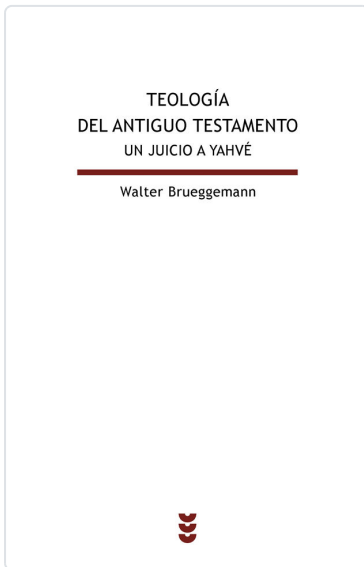 TEOLOGÍA
DEL ANTIGUO TESTAMENTO
UN JUICIO A YAHVÉ
Walter Brueggemann